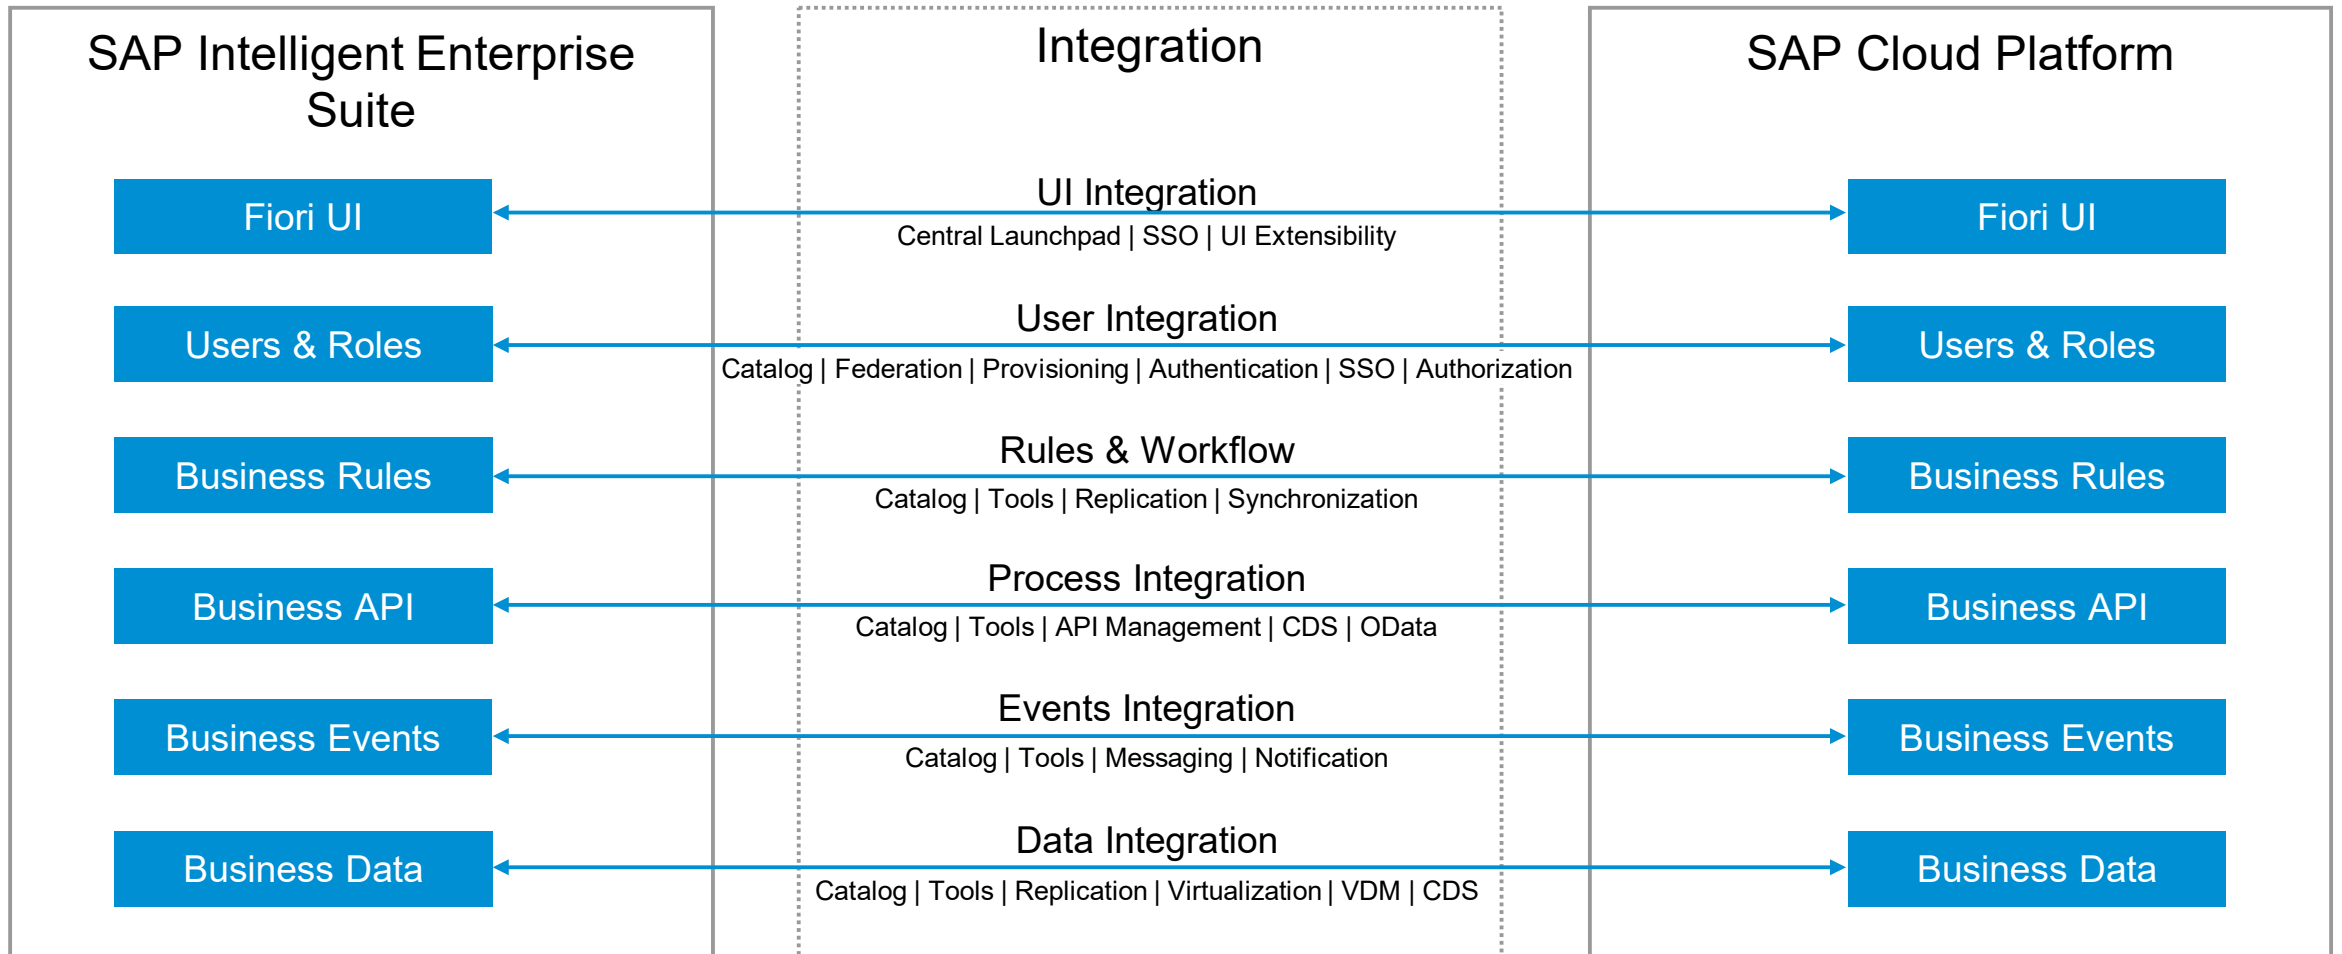 SAP Intelligent Enterprise
Suite
Integration
SAP Cloud Platform
Fiori UI
UI Integration
Central Launchpad | SSO | UI Extensibility
Fiori UI
Users & Roles
User Integration
Catalog | Federation | Provisioning | Authentication | SSO | Authorization
Users & Roles
Business Rules
Rules & Workflow
Catalog | Tools | Replication | Synchronization
Business Rules
Business API
Process Integration
Catalog | Tools | API Management | CDS | OData
Business API
Business Events
Events Integration
Catalog | Tools | Messaging | Notification
Business Events
Business Data
Data Integration
Catalog | Tools | Replication | Virtualization | VDM | CDS
Business Data